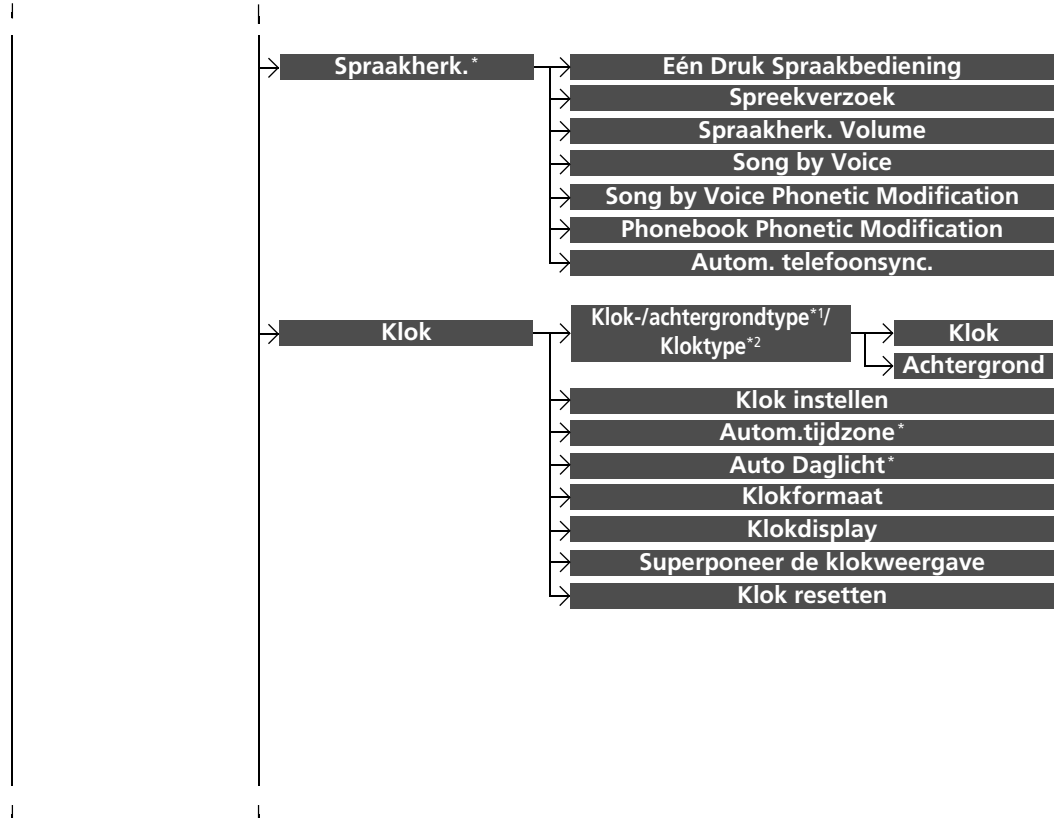 Spraakherk.*
Eén Druk Spraakbediening
Spreekverzoek
Spraakherk. Volume
Song by Voice
Song by Voice Phonetic Modification
Phonebook Phonetic Modification
Autom. telefoonsync.
Klok
Klok-/achtergrondtype*1/
Kloktype*2
Klok
Achtergrond
Klok instellen
Autom.tijdzone*
Auto Daglicht*
Klokformaat
Klokdisplay
Superponeer de klokweergave
Klok resetten